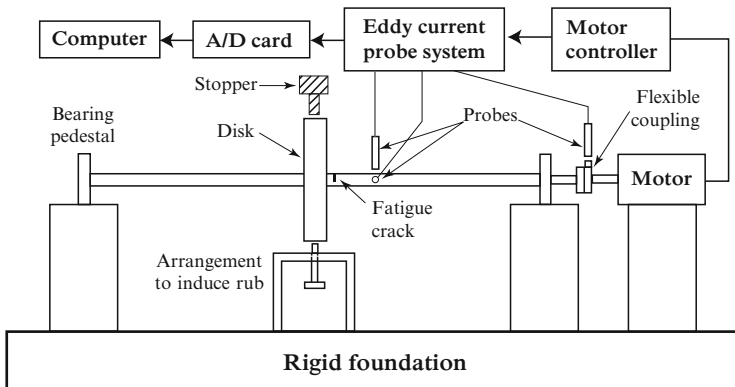 Computer
A/D card
Eddy current
probe system
Motor
controller
Stopper
Bearing
pedestal
Disk
Probes
Flexible
coupling
Motor
Fatigue
crack
Arrangement
to induce rub
Rigid foundation